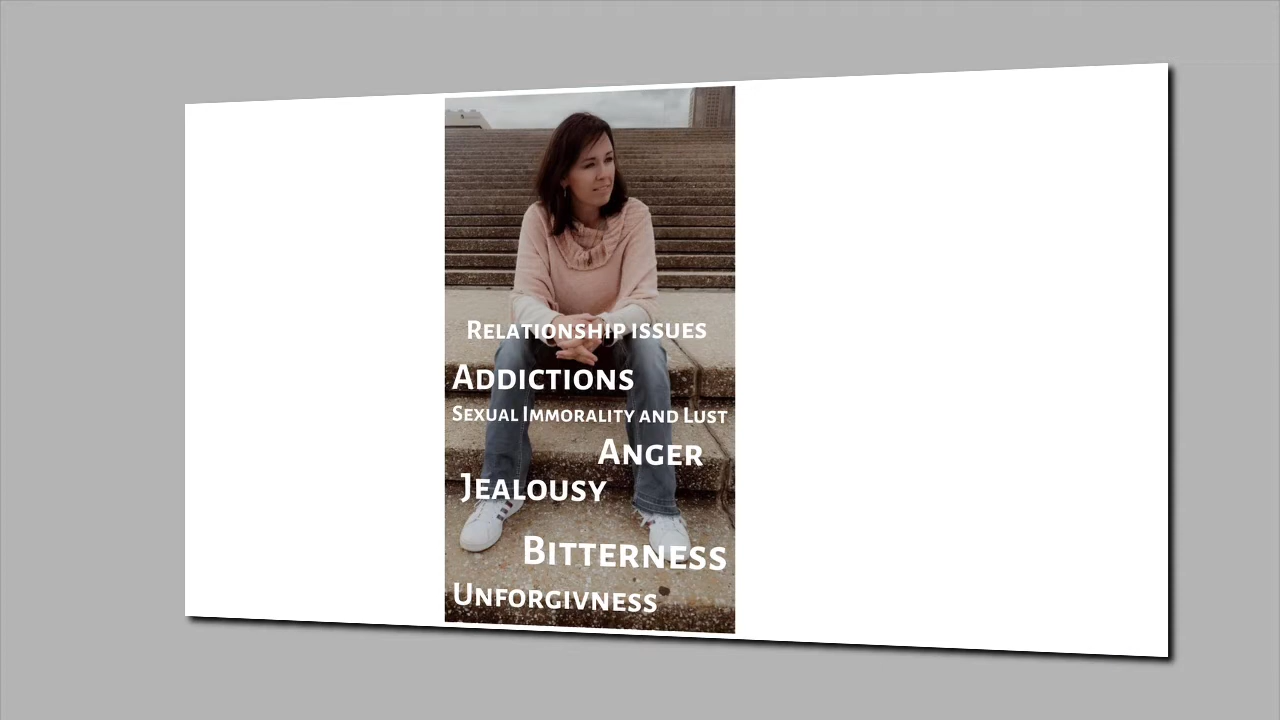 Relationship issues
Addictions
Sexual Immorality and Lust
Anger
Jealousy
Bitterness
Unforgivness